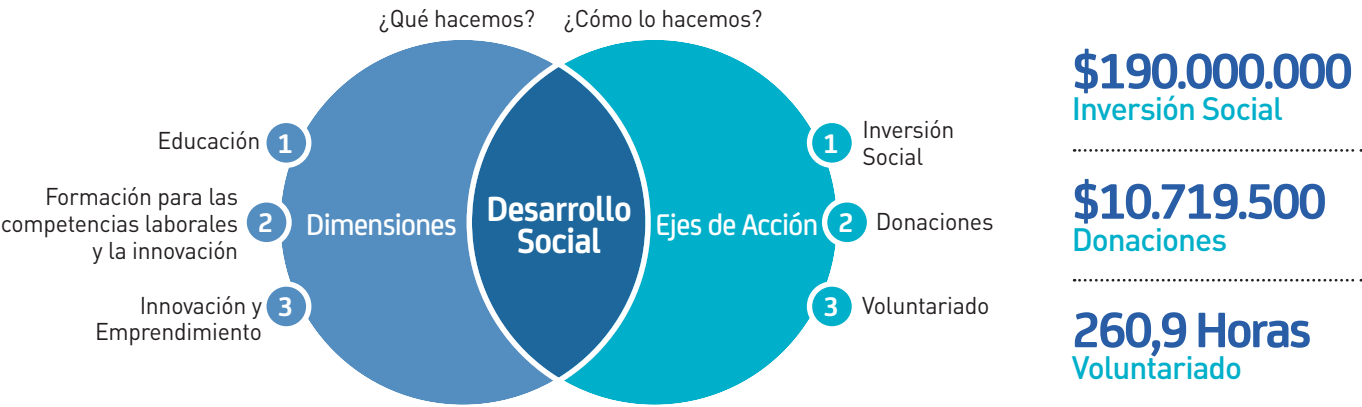 ¿Qué hacemos?
¿Cómo lo hacemos?
1
Educación
2
Formación para las
competencias laborales
y la innovación
3
Innovación y
Emprendimiento
Dimensiones
Desarrollo
Social
Ejes de Acción
1
Inversión
Social
2
Donaciones
3
Voluntariado
$190.000.000
Inversión Social
$10.719.500
Donaciones
260,9 Horas
Voluntariado